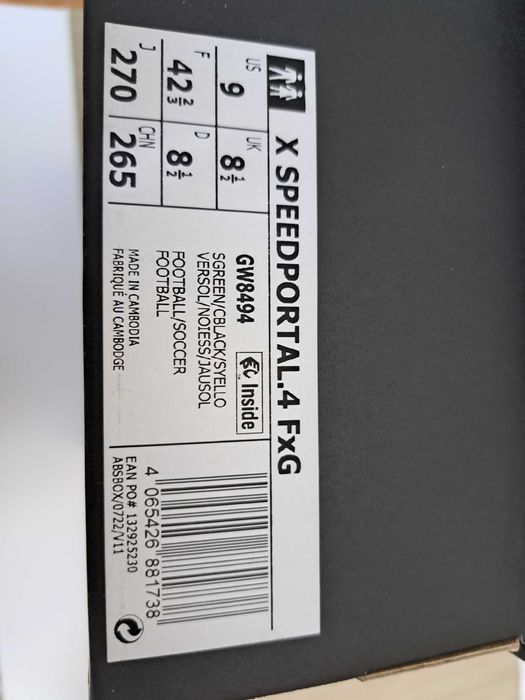 X SPEEDPORTAL.4 FxG
US 9
UK 8½
F 42⅔
D 8½
J 270
CHN 265
GW8494
EC Inside
SGREEN/CBLACK/SYELLO
VERSOL/NOIESS/JAUSOL
FOOTBALL/SOCCER
FOOTBALL
MADE IN CAMBODIA
FABRIQUÉ AU CAMBODGE
4 065426 881738
EAN PO# 132925230
ABSBOX/0722/V11